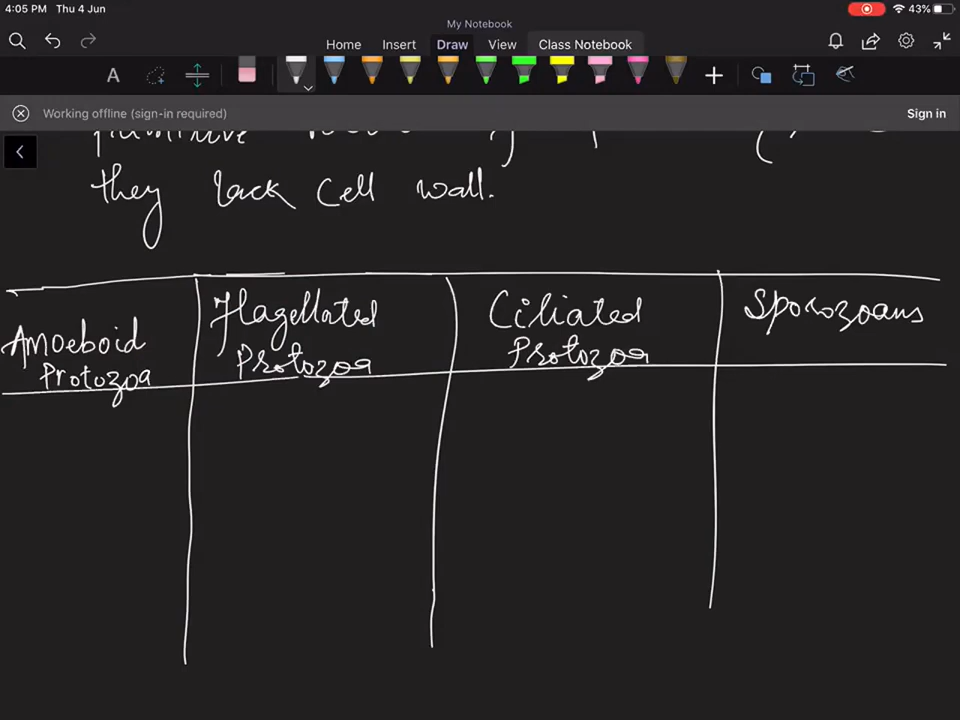 4:05 PM Thu 4 Jun
43%
My Notebook
Home Insert Draw View Class Notebook
A
Working offline (sign-in required) Sign in
they lack cell wall.
Amoeboid Protozoa
Flagellated Protozoa
Ciliated Protozoa
Sporozoans